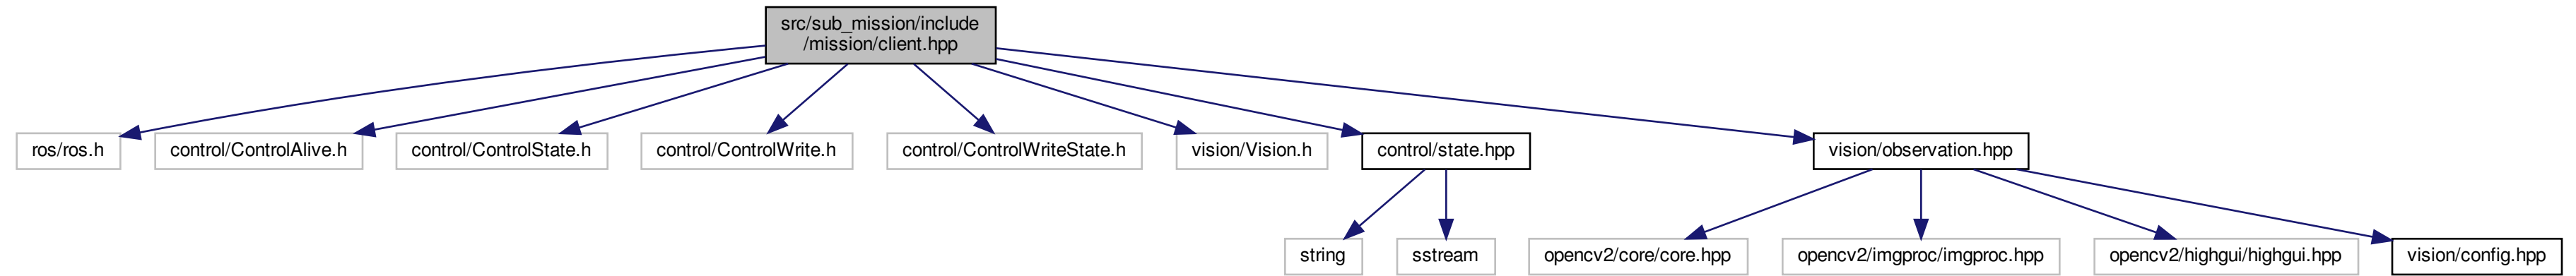 src/sub_mission/include
/mission/client.hpp
ros/ros.h
control/ControlAlive.h
control/ControlState.h
control/ControlWrite.h
control/ControlWriteState.h
vision/Vision.h
control/state.hpp
vision/observation.hpp
string
sstream
opencv2/core/core.hpp
opencv2/imgproc/imgproc.hpp
opencv2/highgui/highgui.hpp
vision/config.hpp